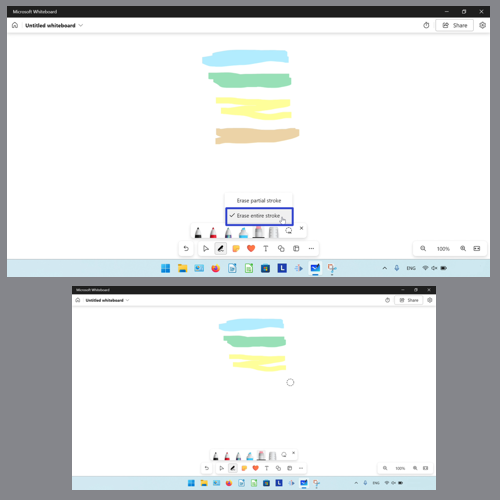 Microsoft Whiteboard
Untitled whiteboard
Share
Erase partial stroke
Erase entire stroke
100%
ENG
Microsoft Whiteboard
Untitled whiteboard
Share
100%
ENG